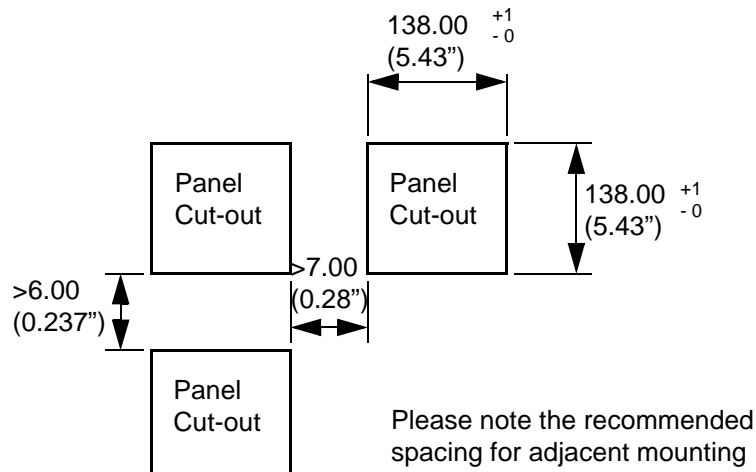 138.00 +1
- 0
(5.43”)
Panel
Cut-out
Panel
Cut-out
138.00 +1
- 0
(5.43”)
>7.00
(0.28”)
>6.00
(0.237”)
Panel
Cut-out
Please note the recommended
spacing for adjacent mounting